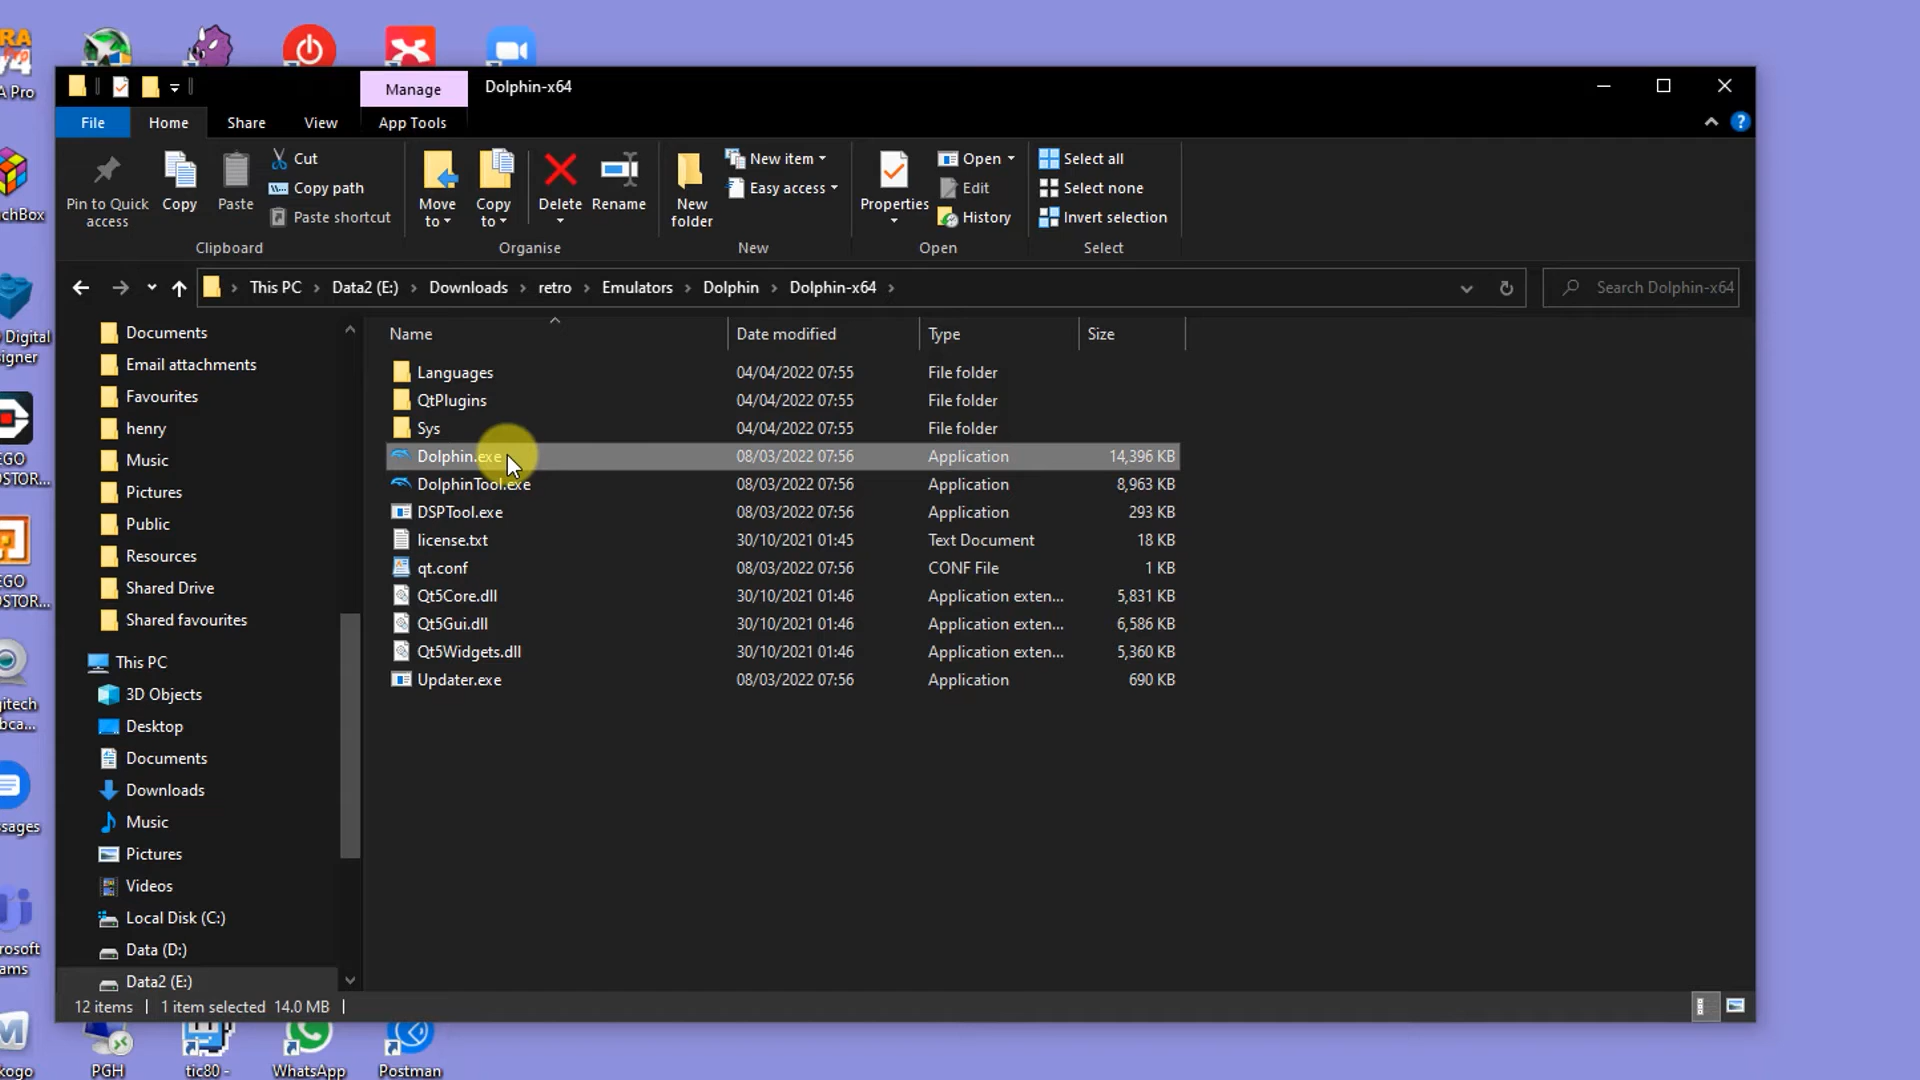 Manage
Dolphin-x64
File
Home
Share
View
App Tools
?
Pin to Quick
access
Copy
Paste
Cut
Copy path
Paste shortcut
Move
to
Copy
to
Delete
Rename
New
folder
New item
Easy access
Properties
Open
Edit
History
Select all
Select none
Invert selection
Clipboard
Organise
New
Open
Select
This PC > Data2 (E:) > Downloads > retro > Emulators > Dolphin > Dolphin-x64 >
Search Dolphin-x64
Name Date modified Type Size
Languages 04/04/2022 07:55 File folder
QtPlugins 04/04/2022 07:55 File folder
Sys 04/04/2022 07:55 File folder
Dolphin.exe 08/03/2022 07:56 Application 14,396 KB
DolphinTool.exe 08/03/2022 07:56 Application 8,963 KB
DSPTool.exe 08/03/2022 07:56 Application 293 KB
license.txt 30/10/2021 01:45 Text Document 18 KB
qt.conf 08/03/2022 07:56 CONF File 1 KB
Qt5Core.dll 30/10/2021 01:46 Application exten... 5,831 KB
Qt5Gui.dll 30/10/2021 01:46 Application exten... 6,586 KB
Qt5Widgets.dll 30/10/2021 01:46 Application exten... 5,360 KB
Updater.exe 08/03/2022 07:56 Application 690 KB
Documents
Email attachments
Favourites
henry
Music
Pictures
Public
Resources
Shared Drive
Shared favourites
This PC
3D Objects
Desktop
Documents
Downloads
Music
Pictures
Videos
Local Disk (C:)
Data (D:)
Data2 (E:)
12 items
1 item selected 14.0 MB
A Pro
chBox
Digital
igner
EGO
DSTOR...
EGO
DSTOR...
gitech
bca...
sages
rosoft
ams
kogo
PGH
tic80 -
WhatsApp
Postman